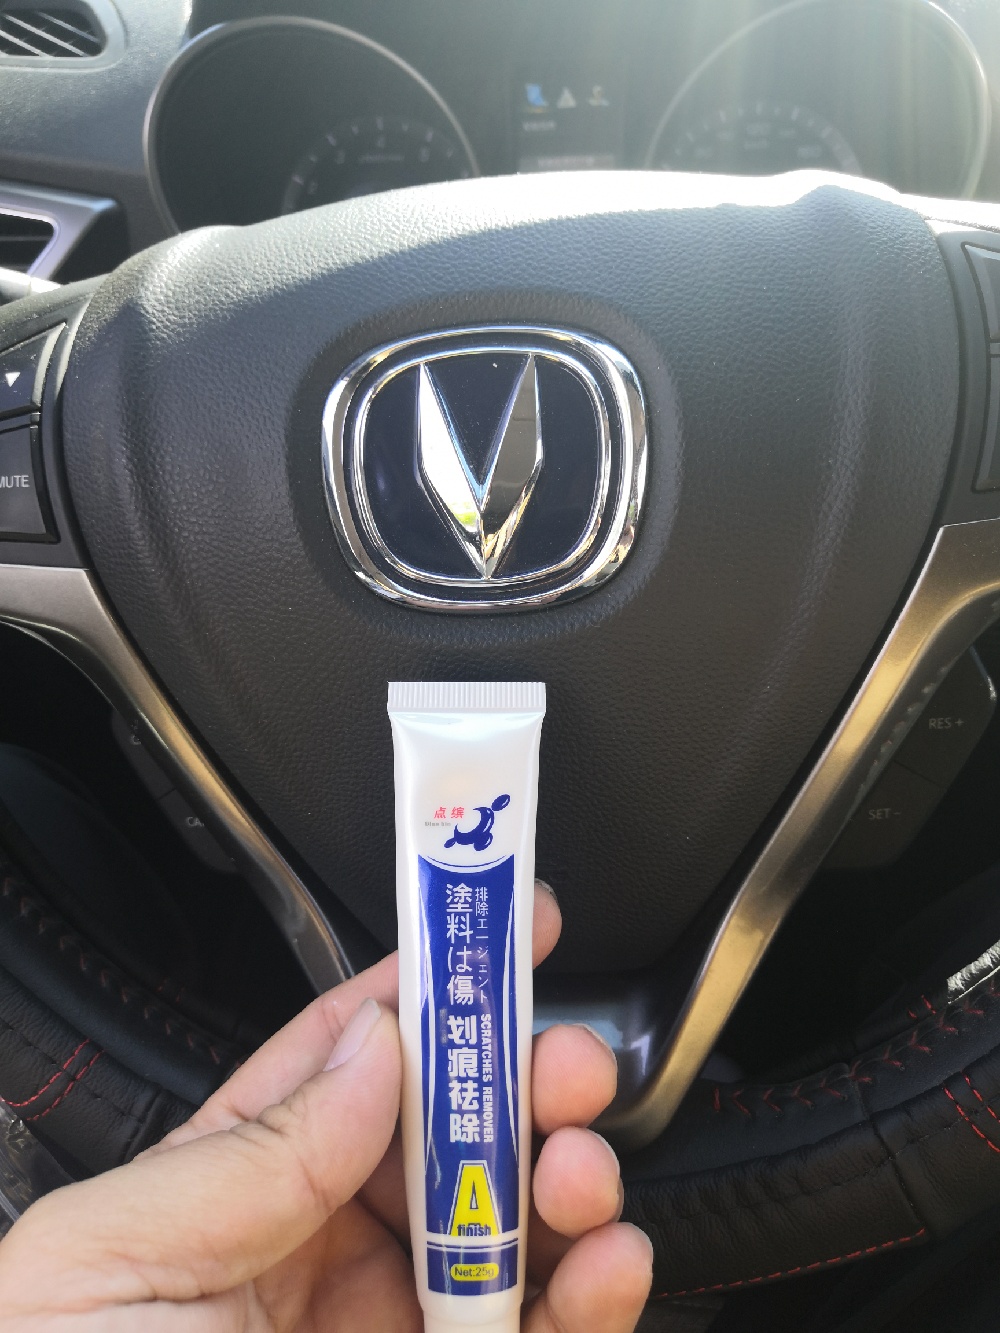 MUTE
RES +
SET -
CA
点缤
排除エージェント
塗料は傷
SCRATCHES REMOVER
划痕祛除
A
finish
Net:25g